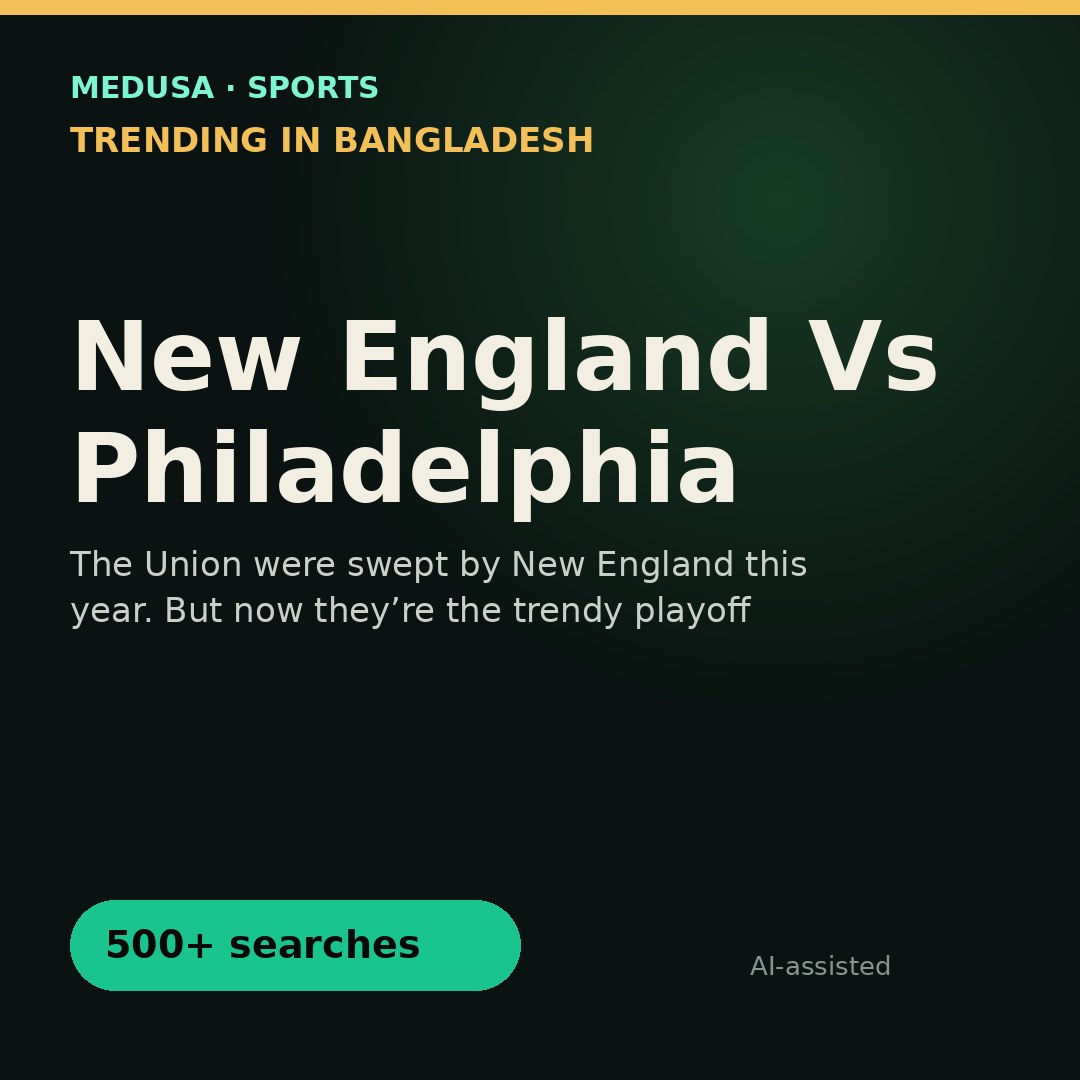 MEDUSA · SPORTS
TRENDING IN BANGLADESH
New England Vs
Philadelphia
The Union were swept by New England this
year. But now they’re the trendy playoff
500+ searches
AI-assisted